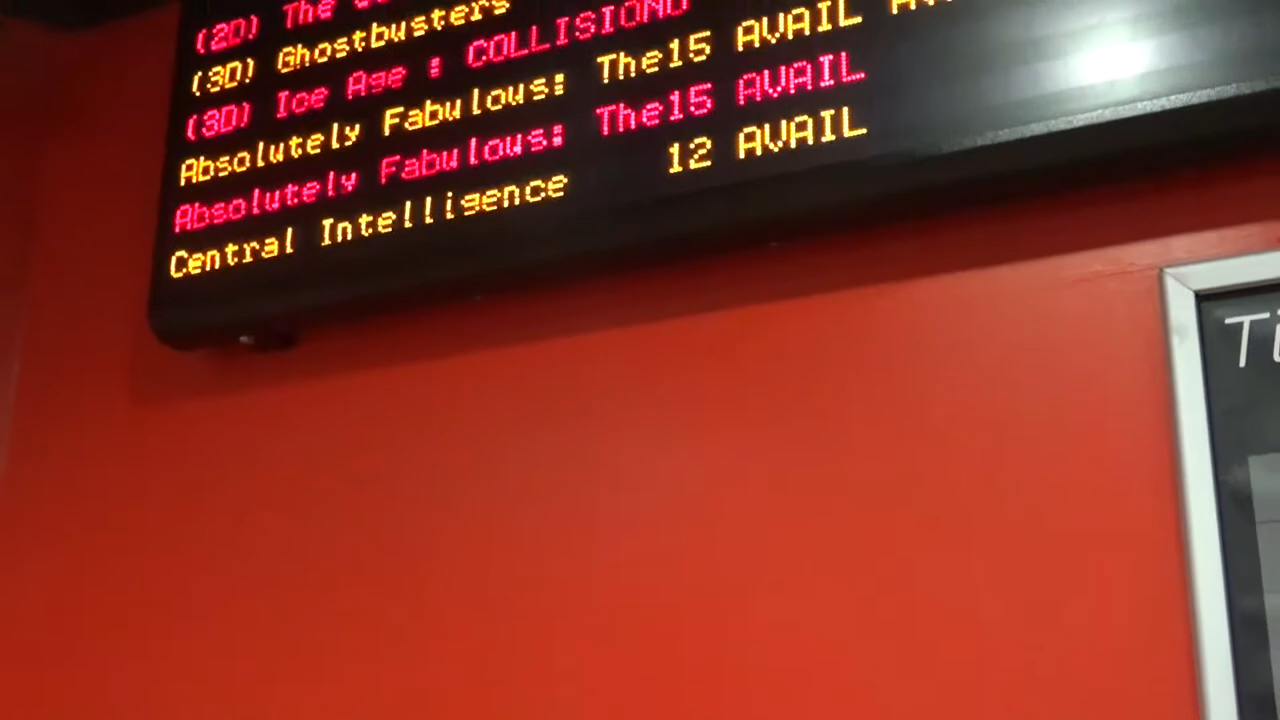 (2D) The
(3D) Ghostbusters
(3D) Ice Age : COLLISION
Absolutely Fabulous: The15 AVAIL
Absolutely Fabulous: The15 AVAIL
Central Intelligence 12 AVAIL